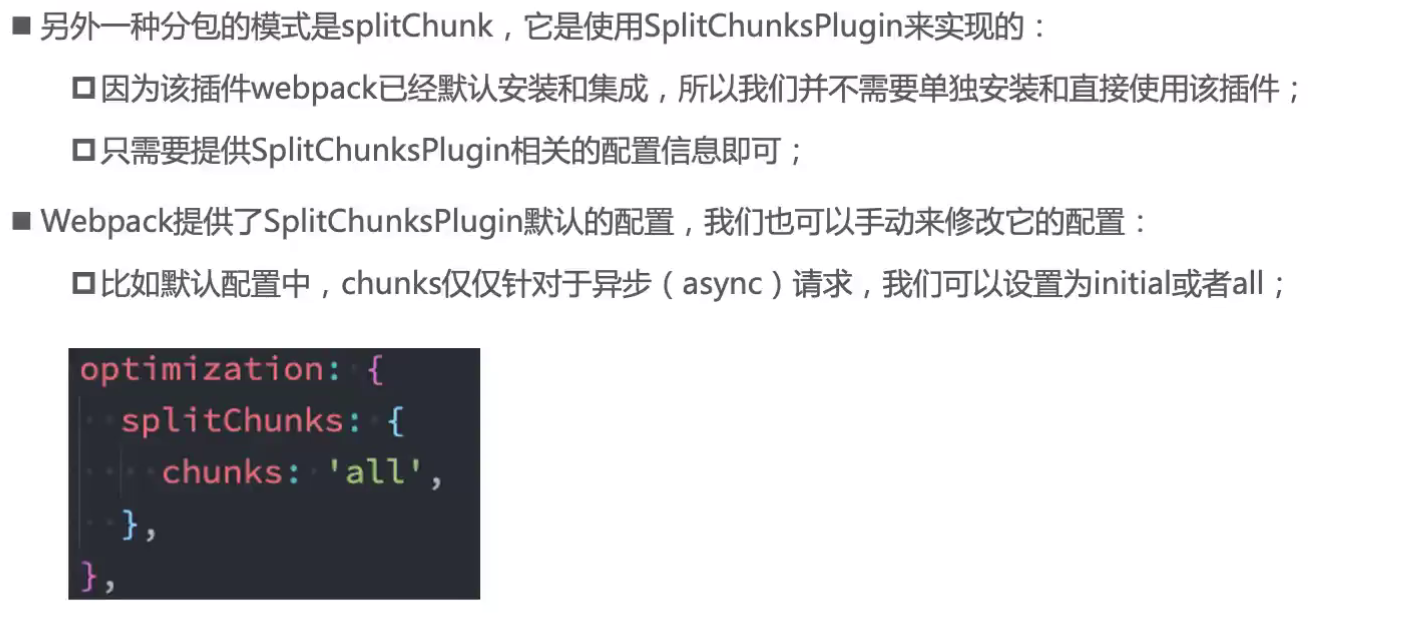 ■ 另外一种分包的模式是splitChunk，它是使用SplitChunksPlugin来实现的：
因为该插件webpack已经默认安装和集成，所以我们并不需要单独安装和直接使用该插件；
只需要提供SplitChunksPlugin相关的配置信息即可；
■ Webpack提供了SplitChunksPlugin默认的配置，我们也可以手动来修改它的配置：
比如默认配置中，chunks仅仅针对于异步（async）请求，我们可以设置为initial或者all；
optimization: {
splitChunks: {
chunks: 'all',
},
},